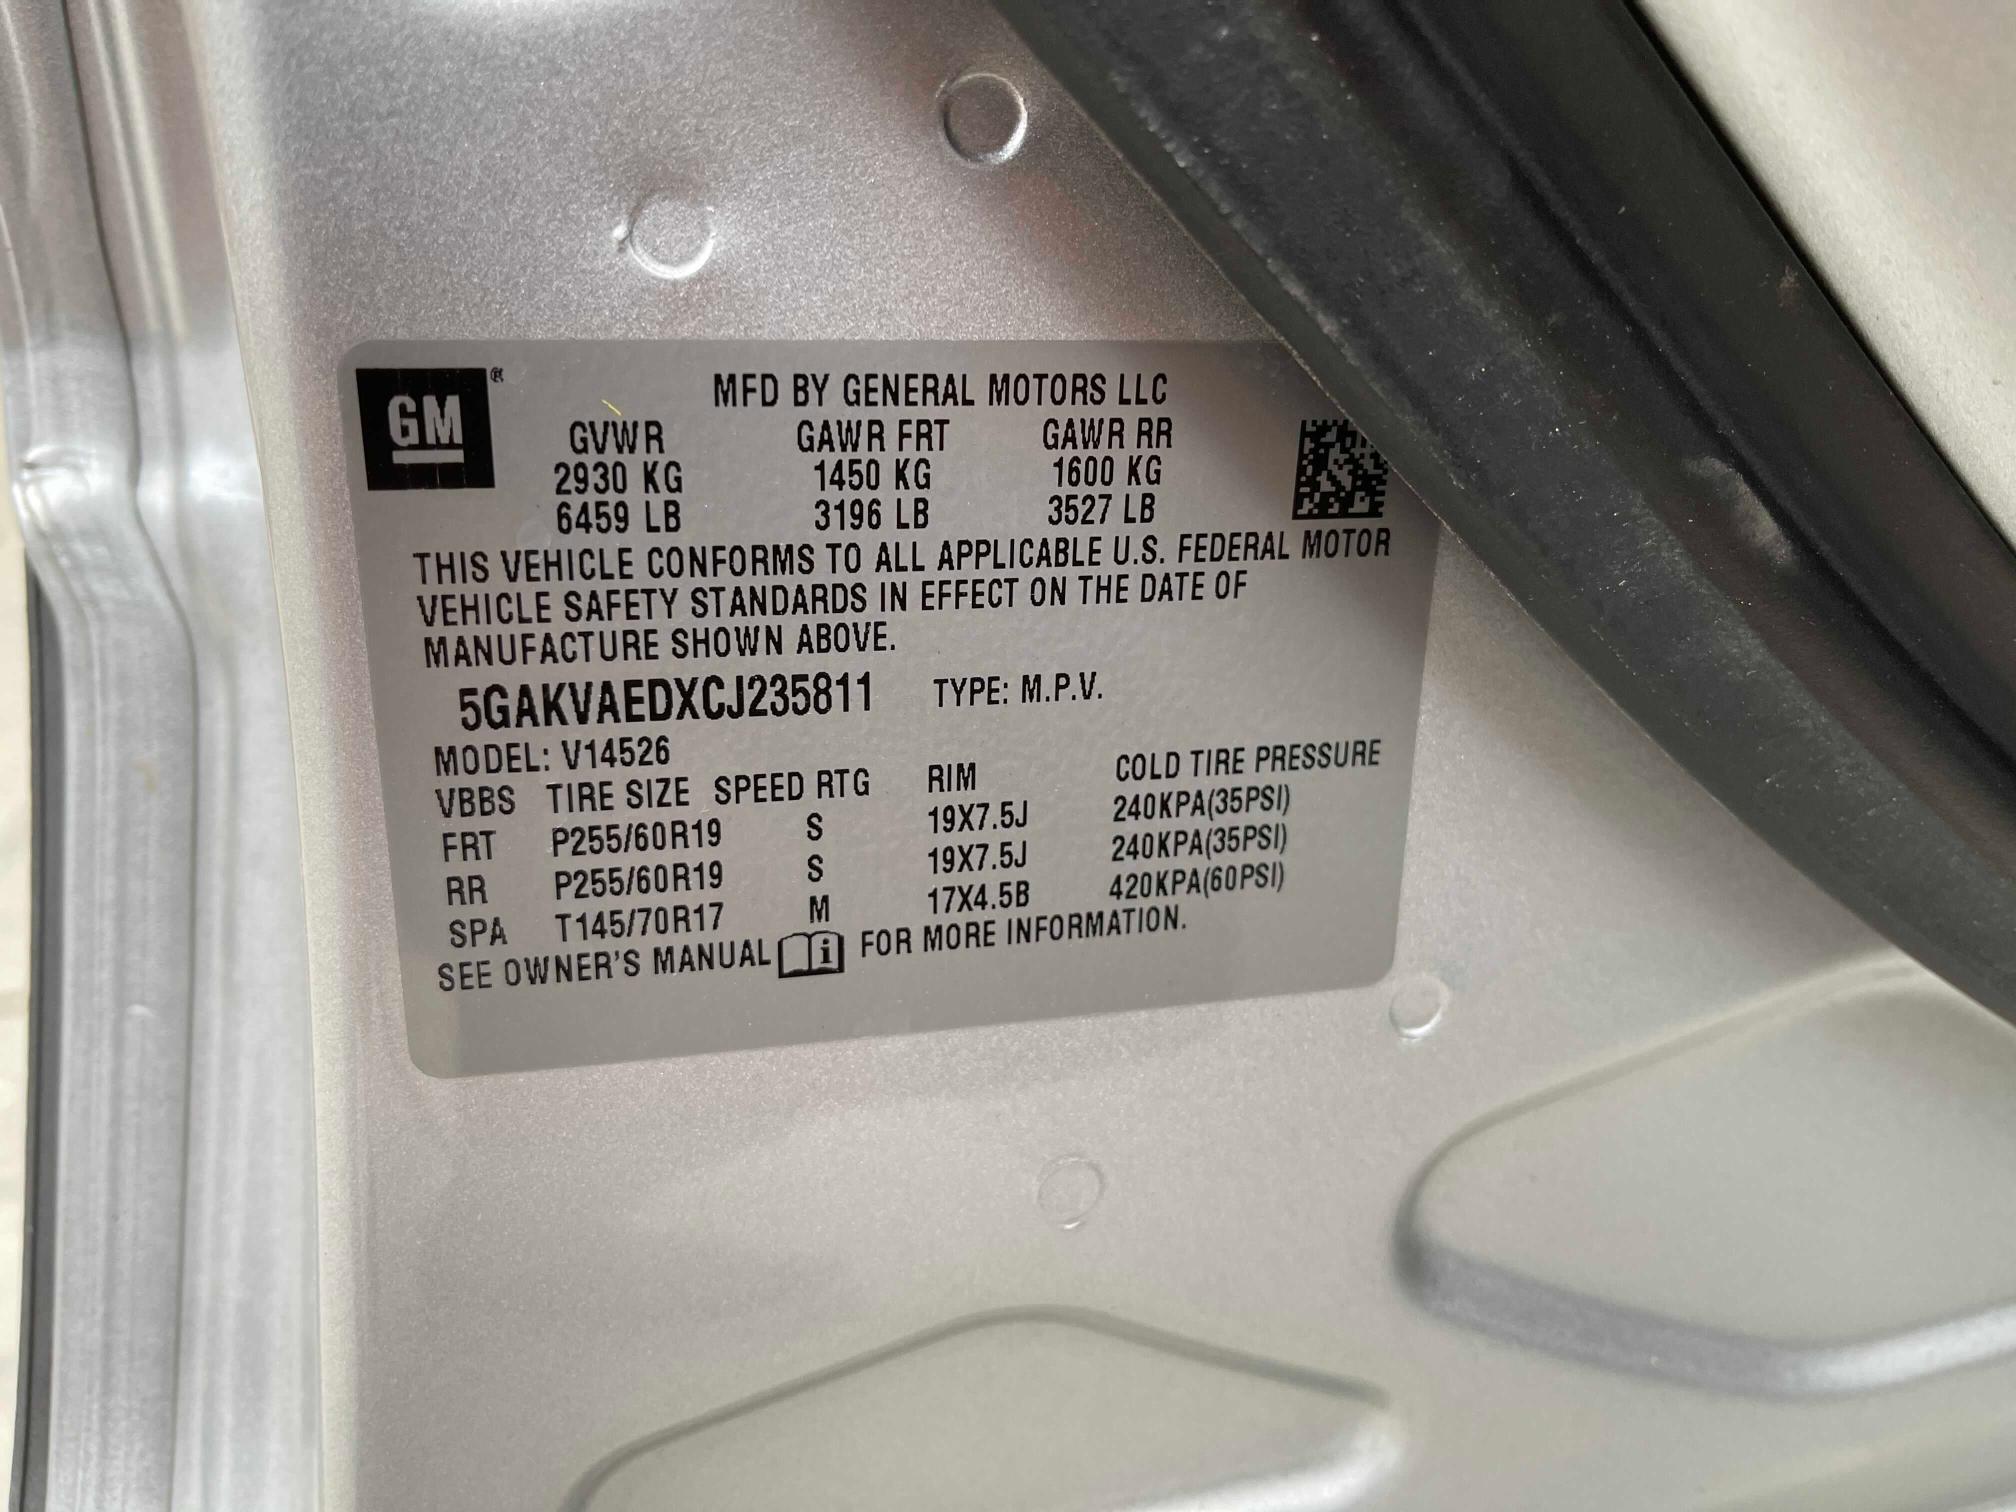 GM ®
MFD BY GENERAL MOTORS LLC
GVWR GAWR FRT GAWR RR
2930 KG 1450 KG 1600 KG
6459 LB 3196 LB 3527 LB
THIS VEHICLE CONFORMS TO ALL APPLICABLE U.S. FEDERAL MOTOR
VEHICLE SAFETY STANDARDS IN EFFECT ON THE DATE OF
MANUFACTURE SHOWN ABOVE.
5GAKVAEDXCJ235811 TYPE: M.P.V.
MODEL: V14526
VBBS TIRE SIZE SPEED RTG RIM COLD TIRE PRESSURE
FRT P255/60R19 S 19X7.5J 240KPA(35PSI)
RR P255/60R19 S 19X7.5J 240KPA(35PSI)
SPA T145/70R17 M 17X4.5B 420KPA(60PSI)
SEE OWNER'S MANUAL i FOR MORE INFORMATION.